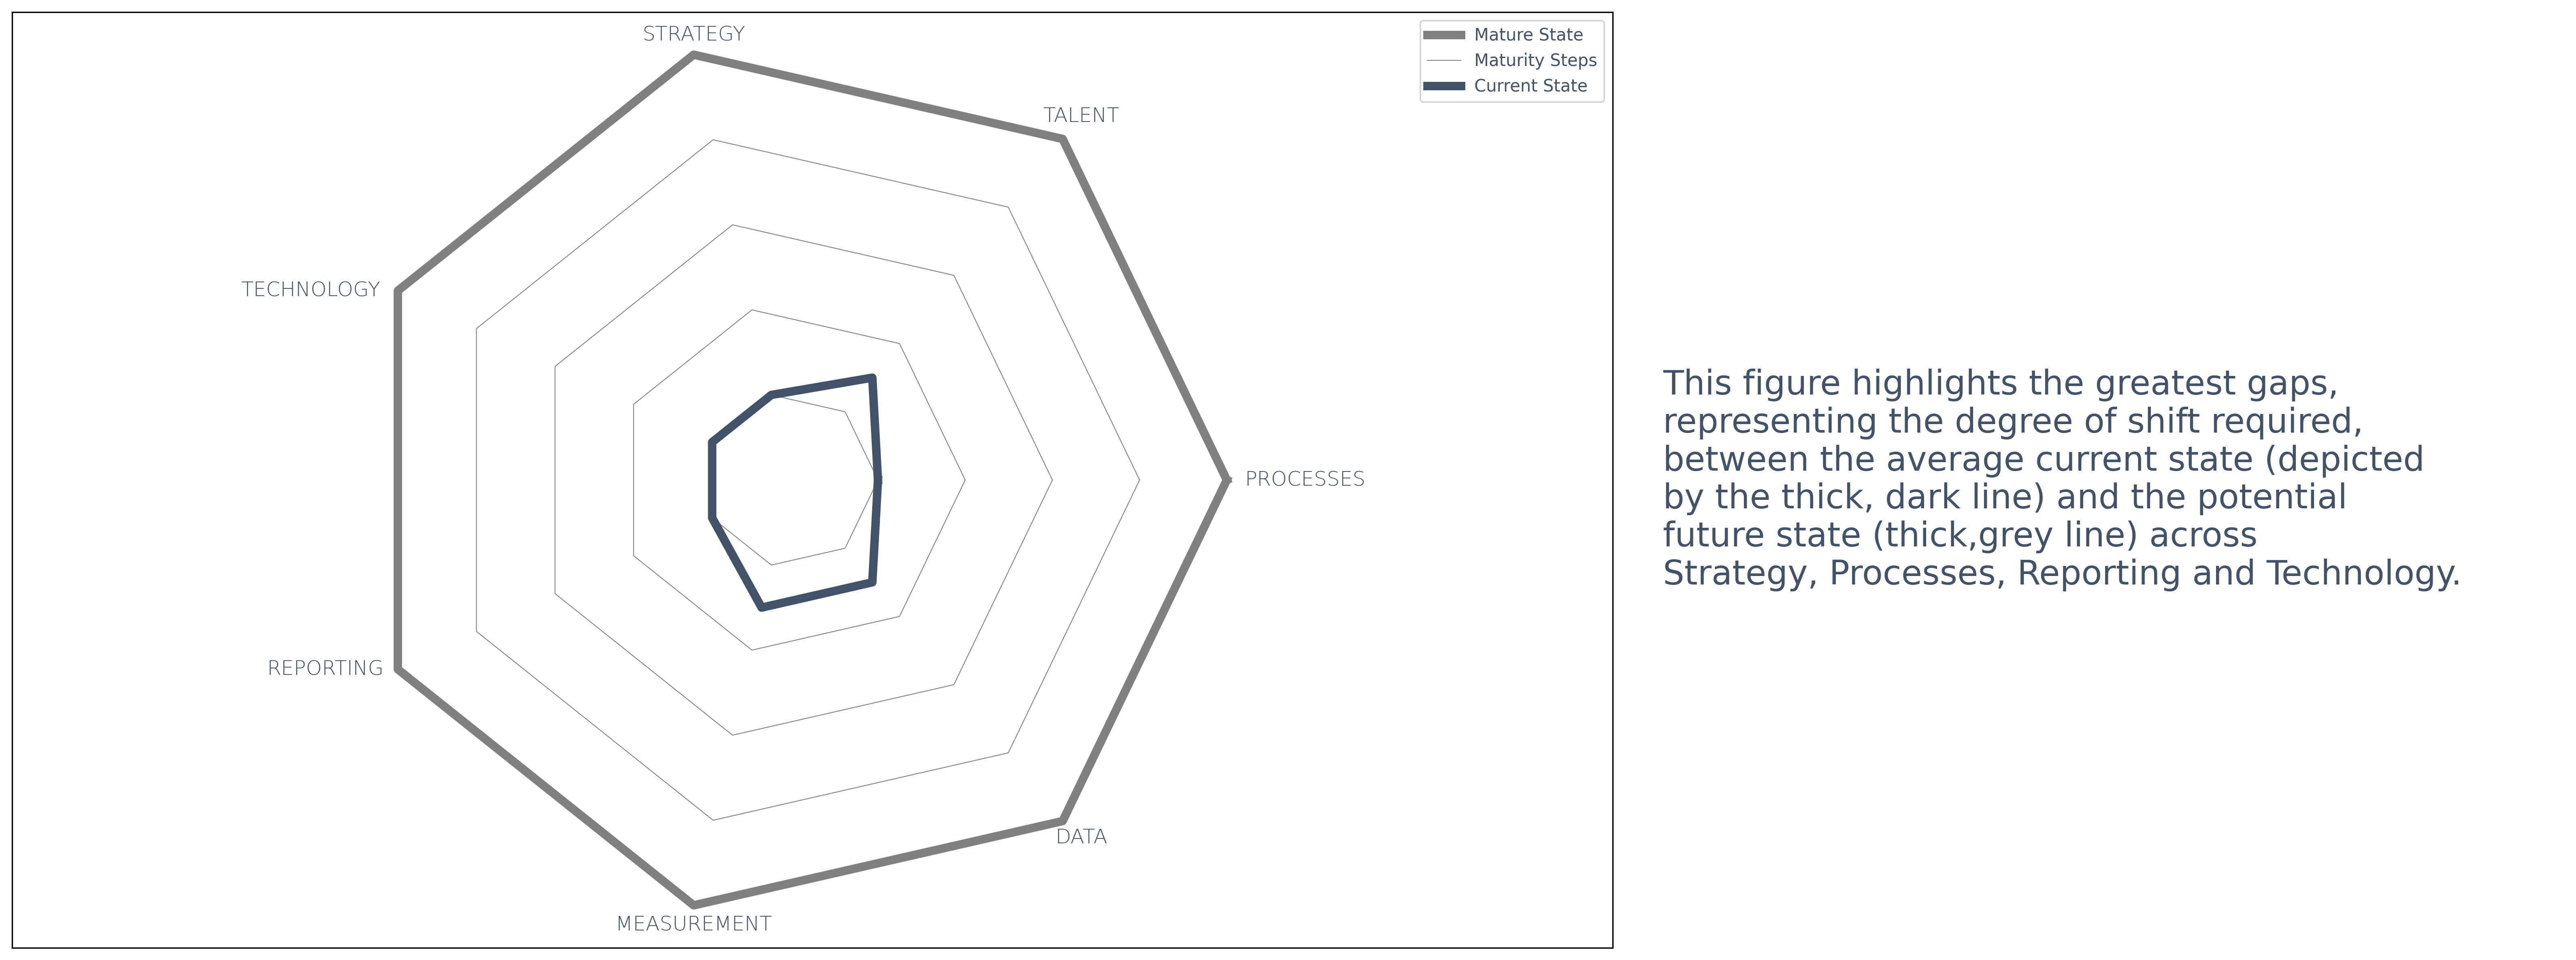 STRATEGY
Mature State
Maturity Steps
Current State
TALENT
TECHNOLOGY
PROCESSES
REPORTING
DATA
MEASUREMENT
This figure highlights the greatest gaps,
representing the degree of shift required,
between the average current state (depicted
by the thick, dark line) and the potential
future state (thick,grey line) across
Strategy, Processes, Reporting and Technology.